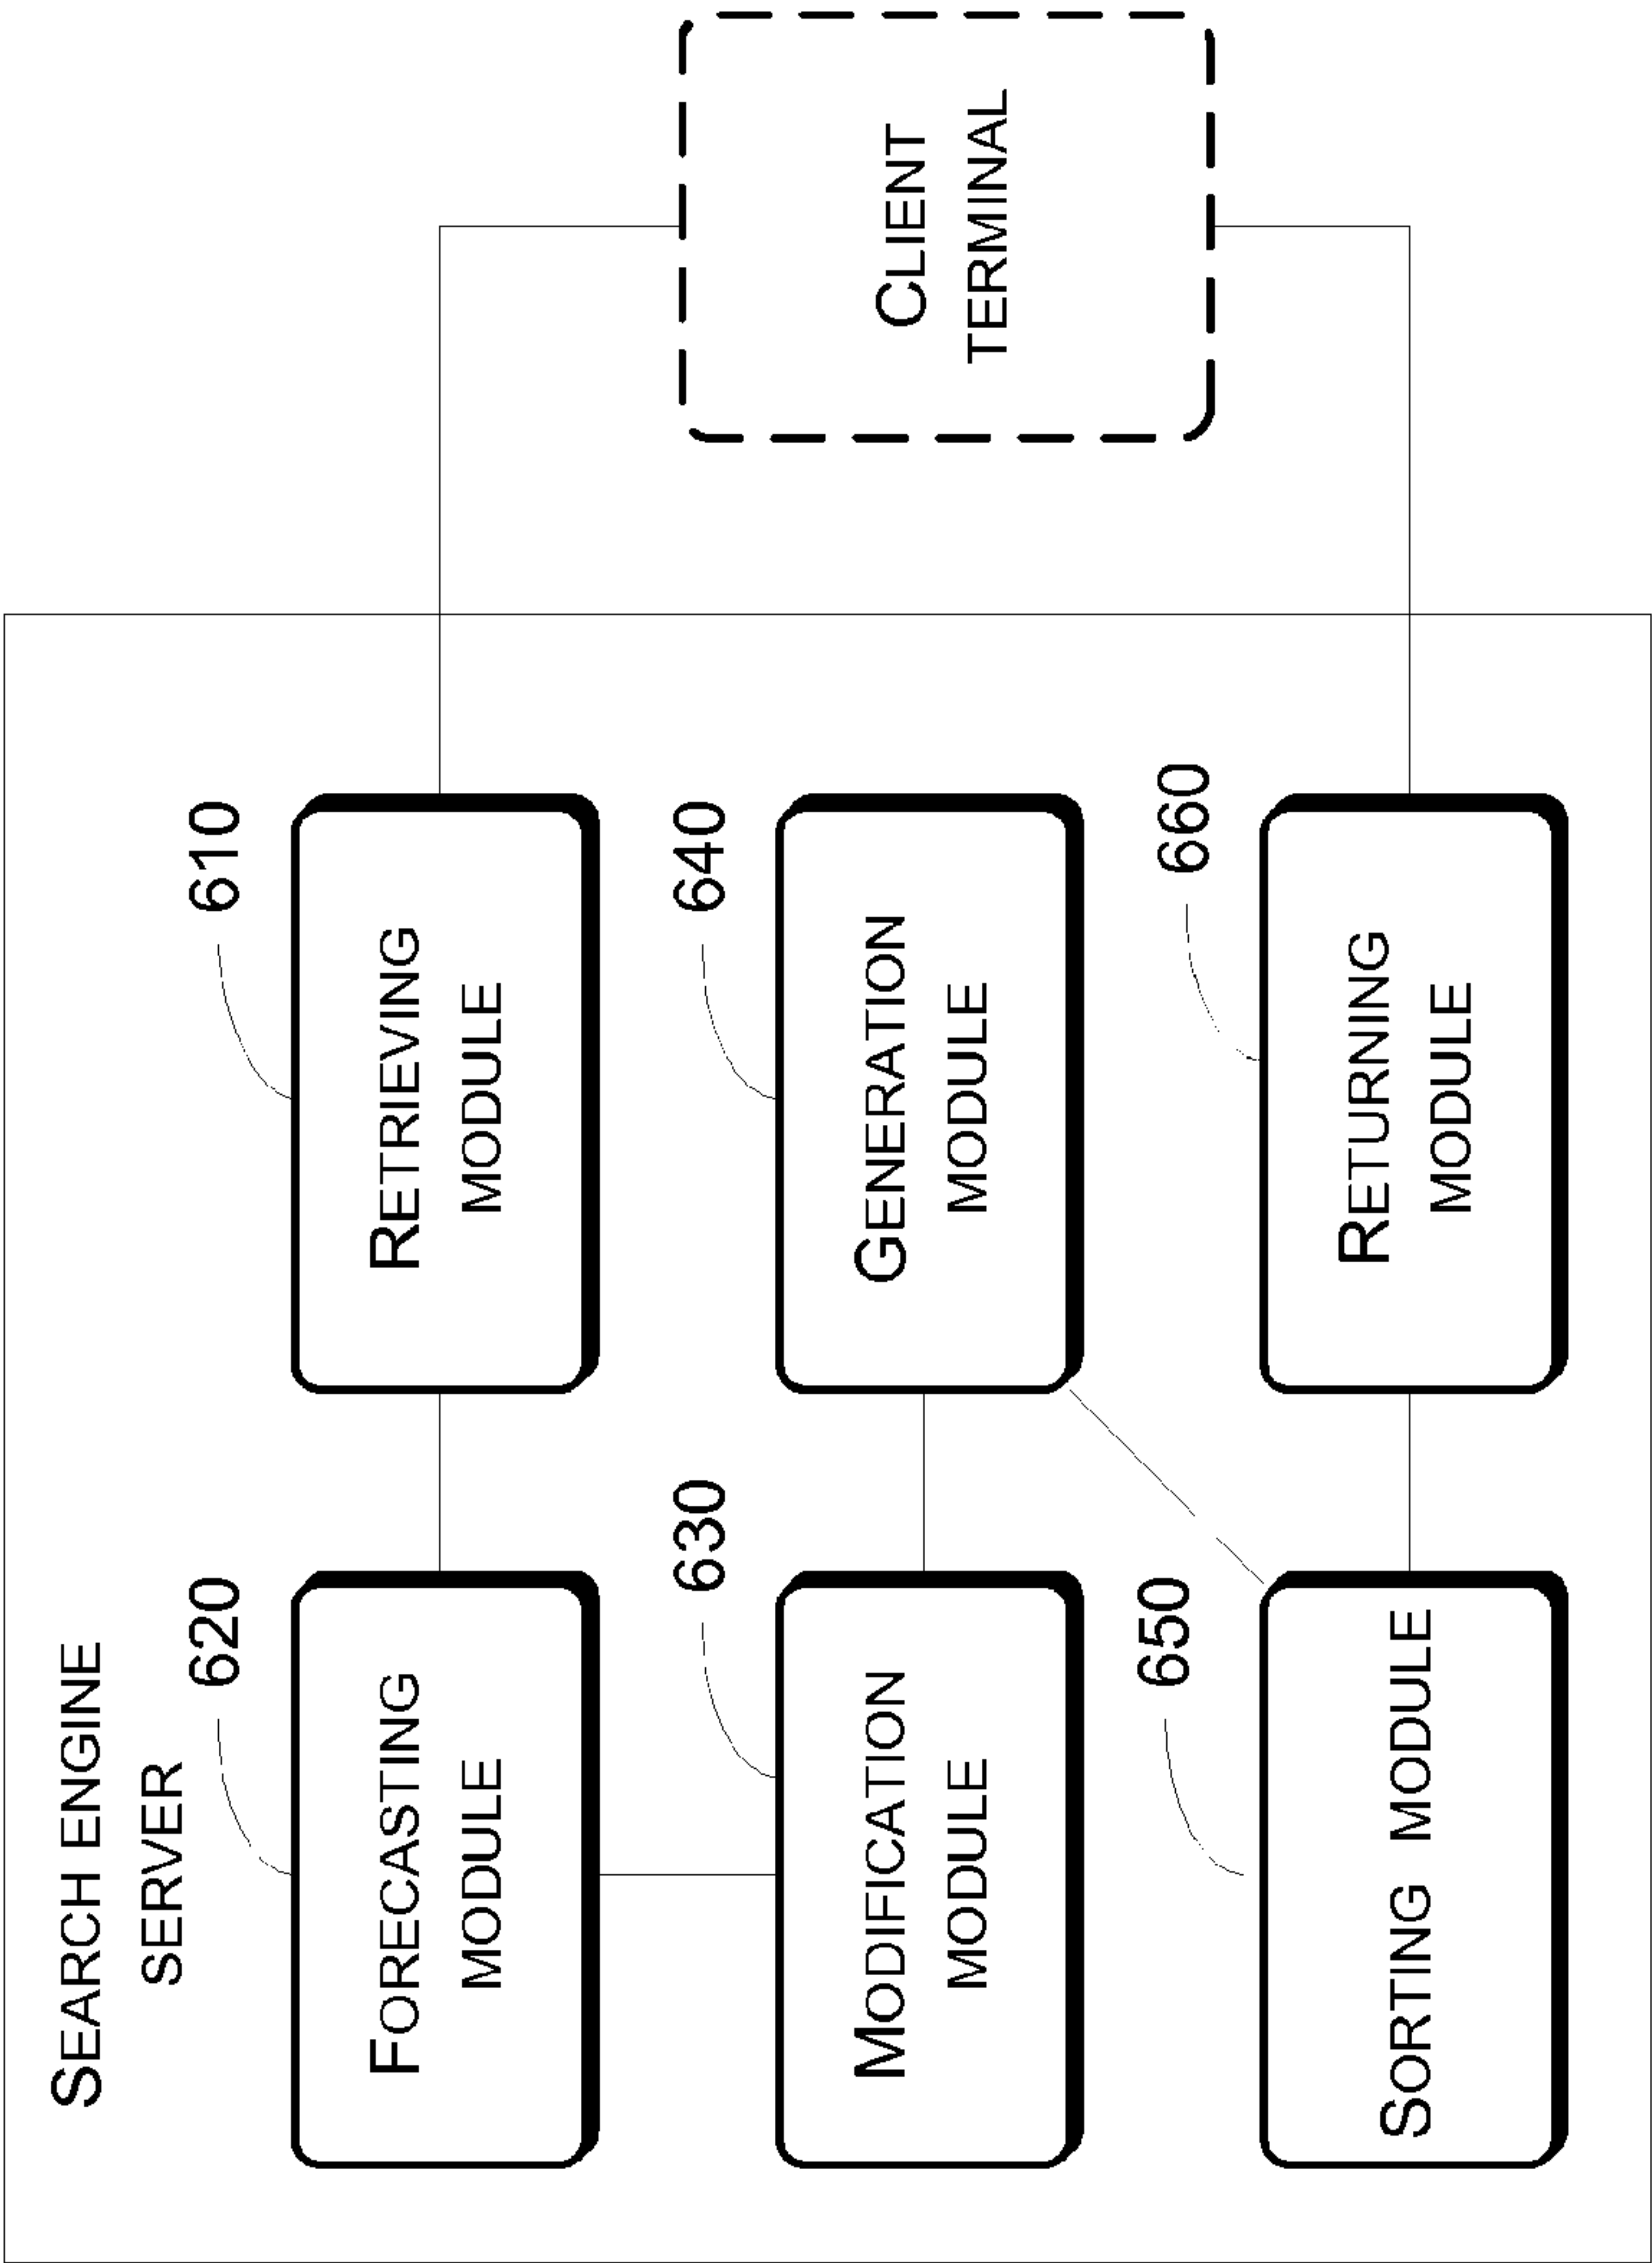 SEARCH ENGINE
SERVER
620
FORECASTING
MODULE
610
RETRIEVING
MODULE
630
MODIFICATION
MODULE
640
GENERATION
MODULE
650
SORTING MODULE
660
RETURNING
MODULE
CLIENT
TERMINAL